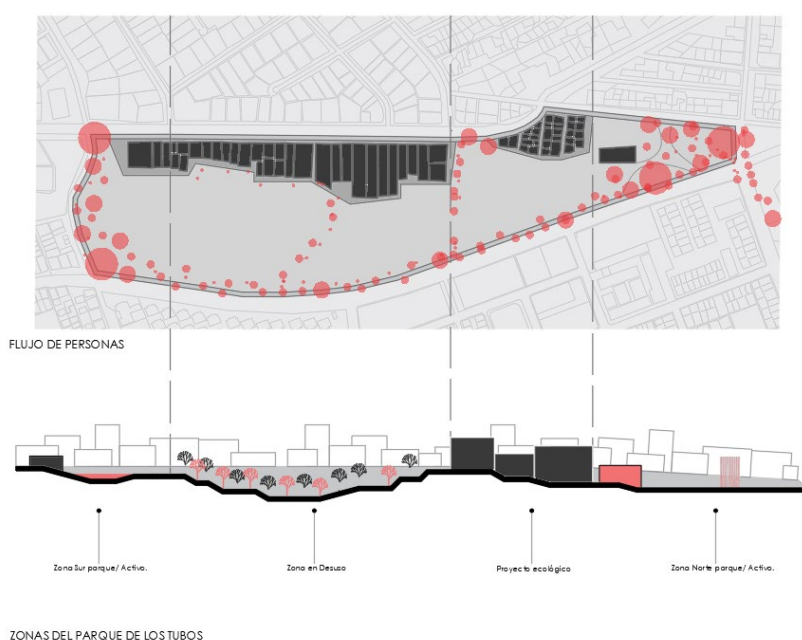 FLUJO DE PERSONAS
Zona Sur parque/ Activo.
Zona en Desuso
Proyecto ecológico
Zona Norte parque/ Activo.
ZONAS DEL PARQUE DE LOS TUBOS